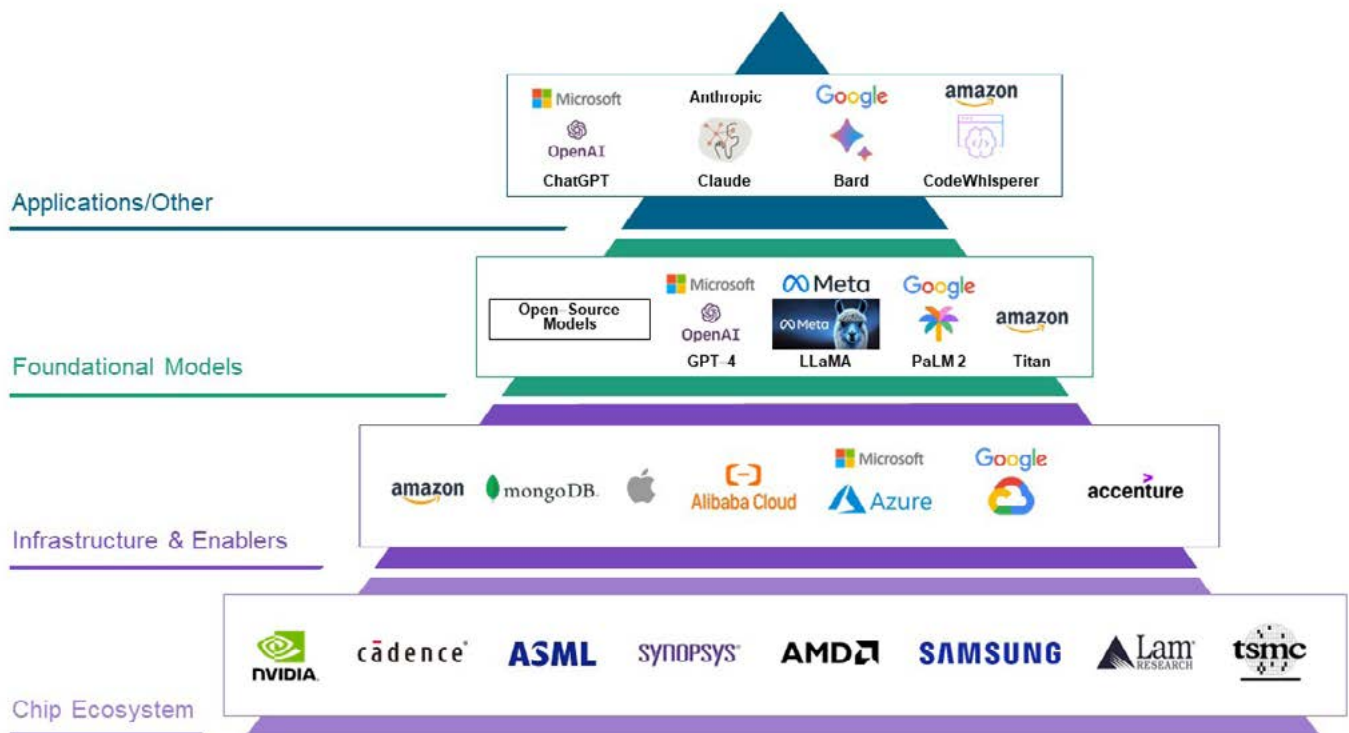 Microsoft
Anthropic
Google
amazon
OpenAI
ChatGPT
Claude
Bard
CodeWhisperer
Applications/Other
Open-Source
Models
Microsoft
Meta
Google
amazon
OpenAI
Meta
GPT-4
LLaMA
PaLM 2
Titan
Foundational Models
amazon
mongoDB.
Alibaba Cloud
Microsoft
Azure
Google
accenture
Infrastructure & Enablers
NVIDIA.
cādence®
ASML
SYNOPSYS®
AMD
SAMSUNG
Lam®
RESEARCH
tsmc
Chip Ecosystem